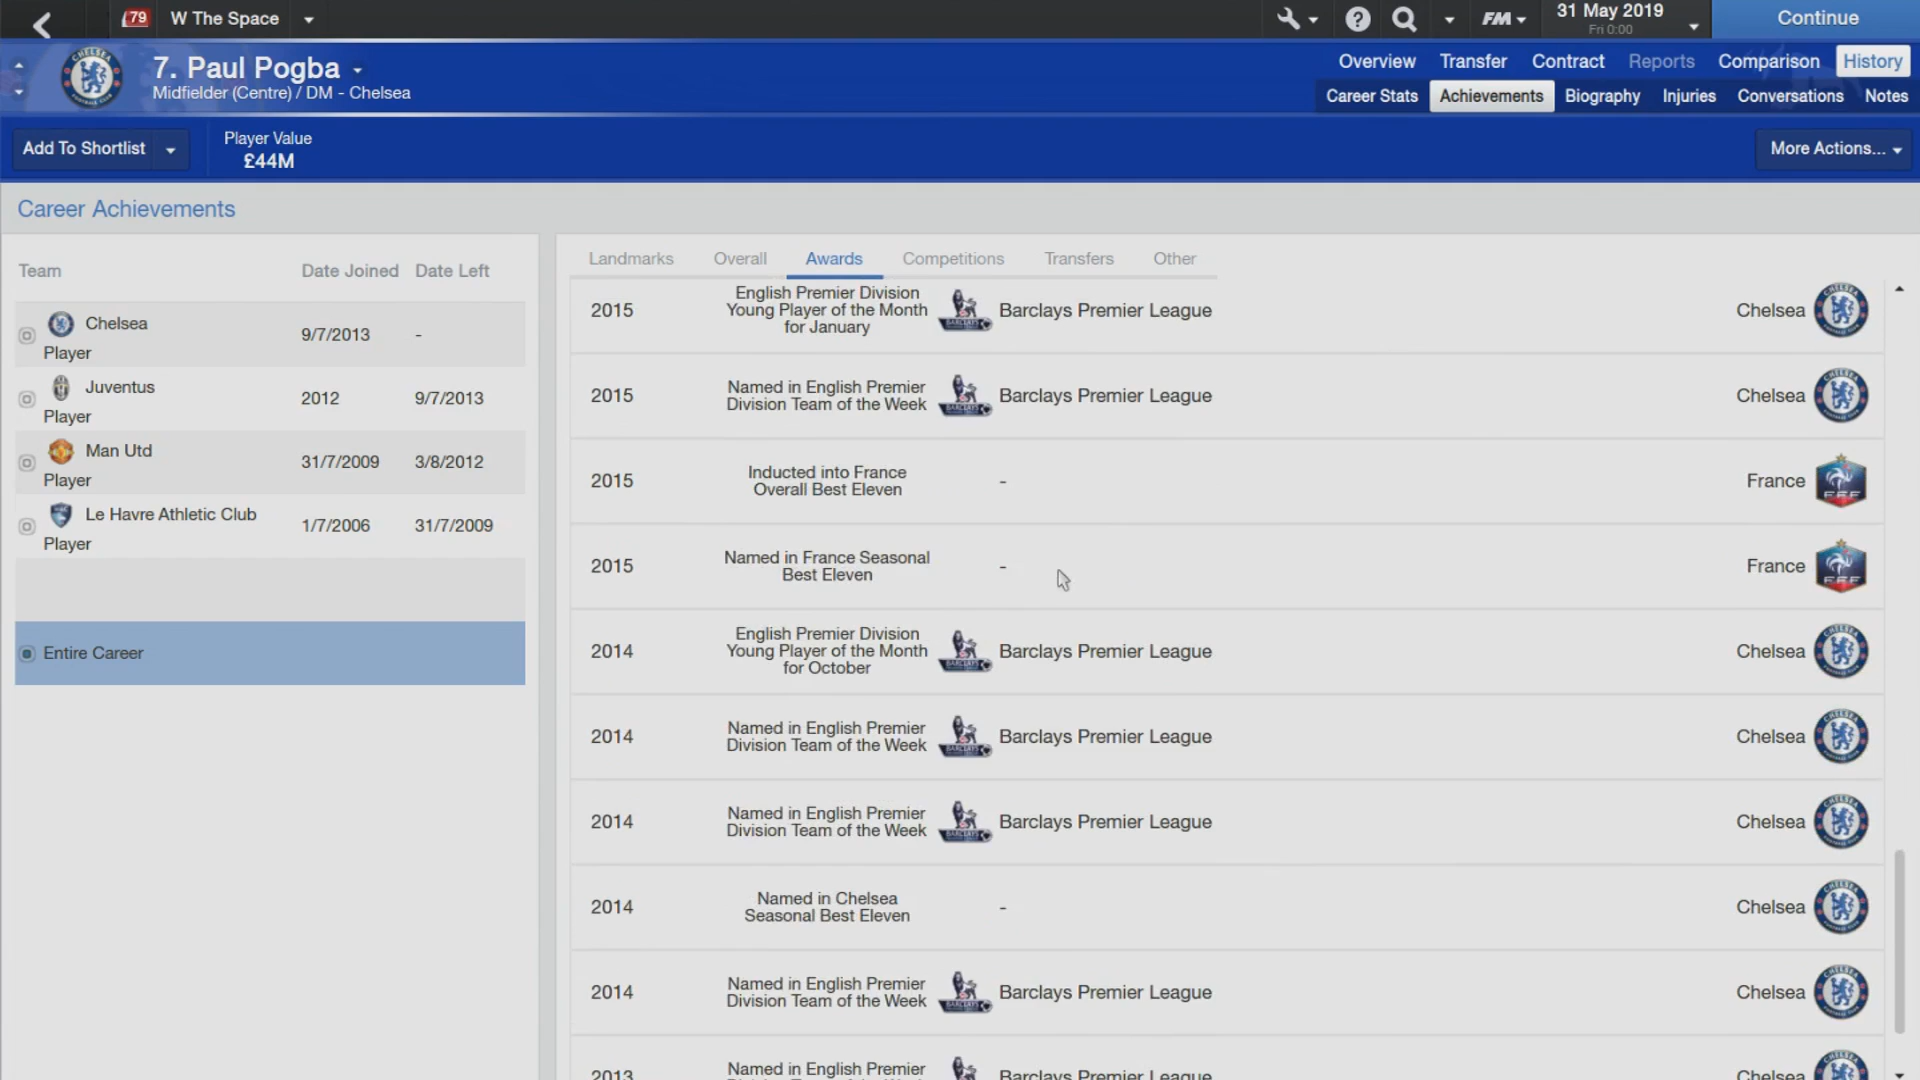 79 W The Space
FM
31 May 2019
Fri 0:00
Continue
7. Paul Pogba
Midfielder (Centre) / DM - Chelsea
Overview Transfer Contract Reports Comparison History
Career Stats Achievements Biography Injuries Conversations Notes
Add To Shortlist
Player Value
£44M
More Actions...
Career Achievements
Team Date Joined Date Left
Chelsea
Player
9/7/2013 -
Juventus
Player
2012 9/7/2013
Man Utd
Player
31/7/2009 3/8/2012
Le Havre Athletic Club
Player
1/7/2006 31/7/2009
Entire Career
Landmarks Overall Awards Competitions Transfers Other
2015
English Premier Division
Young Player of the Month
for January
Barclays Premier League
Chelsea
2015
Named in English Premier
Division Team of the Week
Barclays Premier League
Chelsea
2015
Inducted into France
Overall Best Eleven
-
France
2015
Named in France Seasonal
Best Eleven
-
France
2014
English Premier Division
Young Player of the Month
for October
Barclays Premier League
Chelsea
2014
Named in English Premier
Division Team of the Week
Barclays Premier League
Chelsea
2014
Named in English Premier
Division Team of the Week
Barclays Premier League
Chelsea
2014
Named in Chelsea
Seasonal Best Eleven
-
Chelsea
2014
Named in English Premier
Division Team of the Week
Barclays Premier League
Chelsea
2013
Named in English Premier
Barclays Premier League
Chelsea